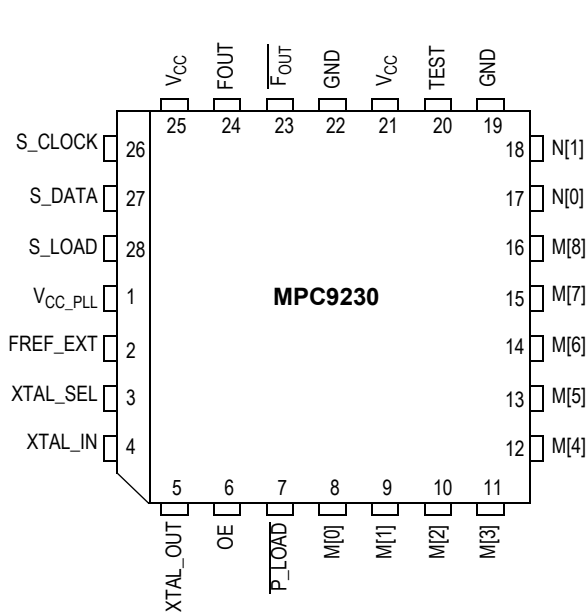 VCC FOUT FOUT GND VCC TEST GND
25 24 23 22 21 20 19
S_CLOCK 26 18 N[1]
S_DATA 27 17 N[0]
S_LOAD 28 16 M[8]
VCC_PLL 1 MPC9230 15 M[7]
FREF_EXT 2 14 M[6]
XTAL_SEL 3 13 M[5]
XTAL_IN 4 12 M[4]
5 6 7 8 9 10 11
XTAL_OUT OE P_LOAD M[0] M[1] M[2] M[3]